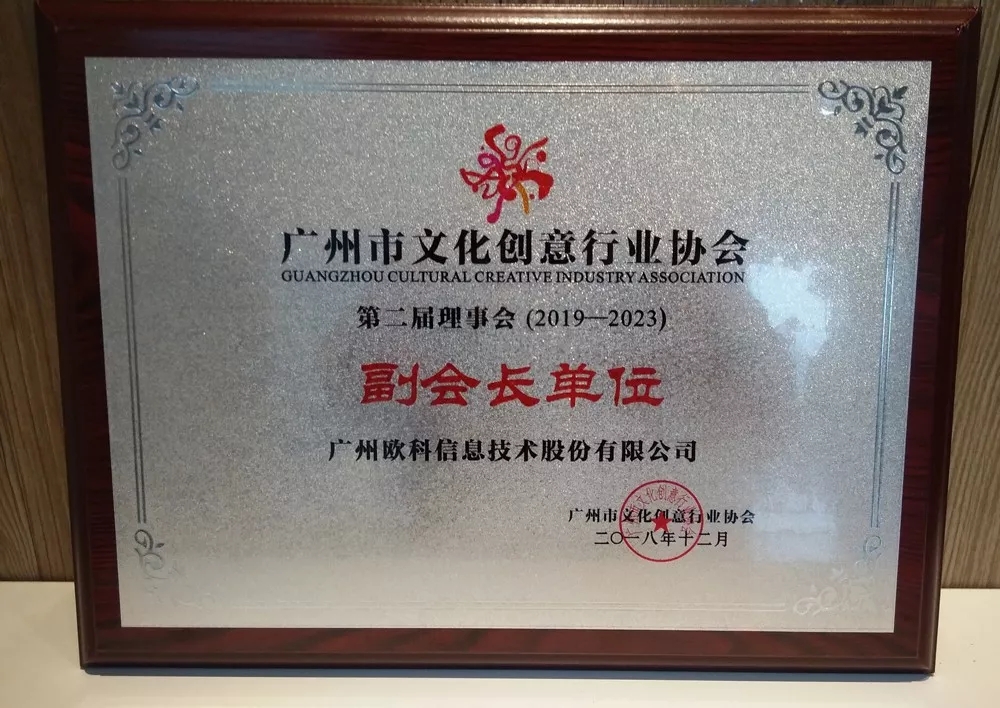 广州市文化创意行业协会
GUANGZHOU CULTURAL CREATIVE INDUSTRY ASSOCIATION
第二届理事会 (2019—2023)
副会长单位
广州欧科信息技术股份有限公司
广州市文化创意行业协会
二〇一八年十二月